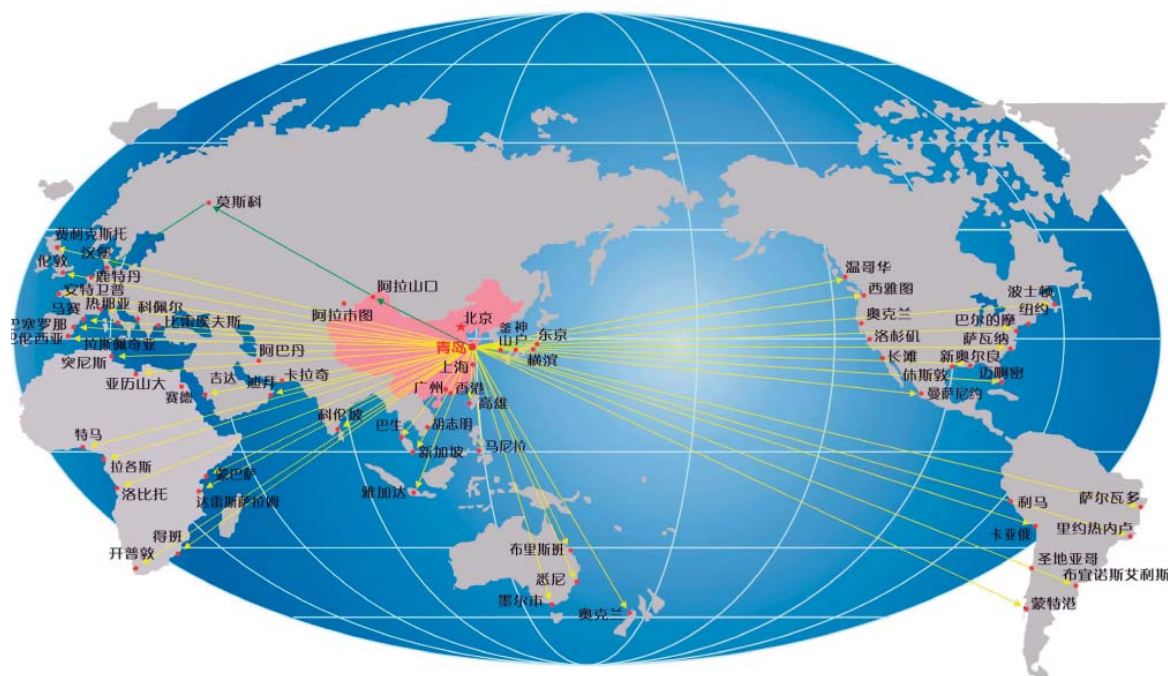 莫斯科
费利克斯托
汉堡
伦敦
鹿特丹
安特卫普
热那亚
马赛
科佩尔
比雷埃夫斯
巴塞罗那
巴伦西亚
拉斯佩奇亚
突尼斯
亚历山大
阿拉山口
阿拉木图
北京
青岛
釜山
神户
东京
横滨
上海
阿巴丹
吉达
迪拜
卡拉奇
赛德
广州
香港
高雄
科伦坡
巴生
胡志明
新加坡
马尼拉
特马
拉各斯
蒙巴萨
洛比托
达雷斯萨拉姆
雅加达
得班
开普敦
布里斯班
悉尼
墨尔本
奥克兰
温哥华
西雅图
波士顿
纽约
奥克兰
巴尔的摩
洛杉矶
萨瓦纳
长滩
新奥尔良
休斯敦
迈阿密
曼萨尼约
萨尔瓦多
利马
卡亚俄
里约热内卢
圣地亚哥
布宜诺斯艾利斯
蒙特港